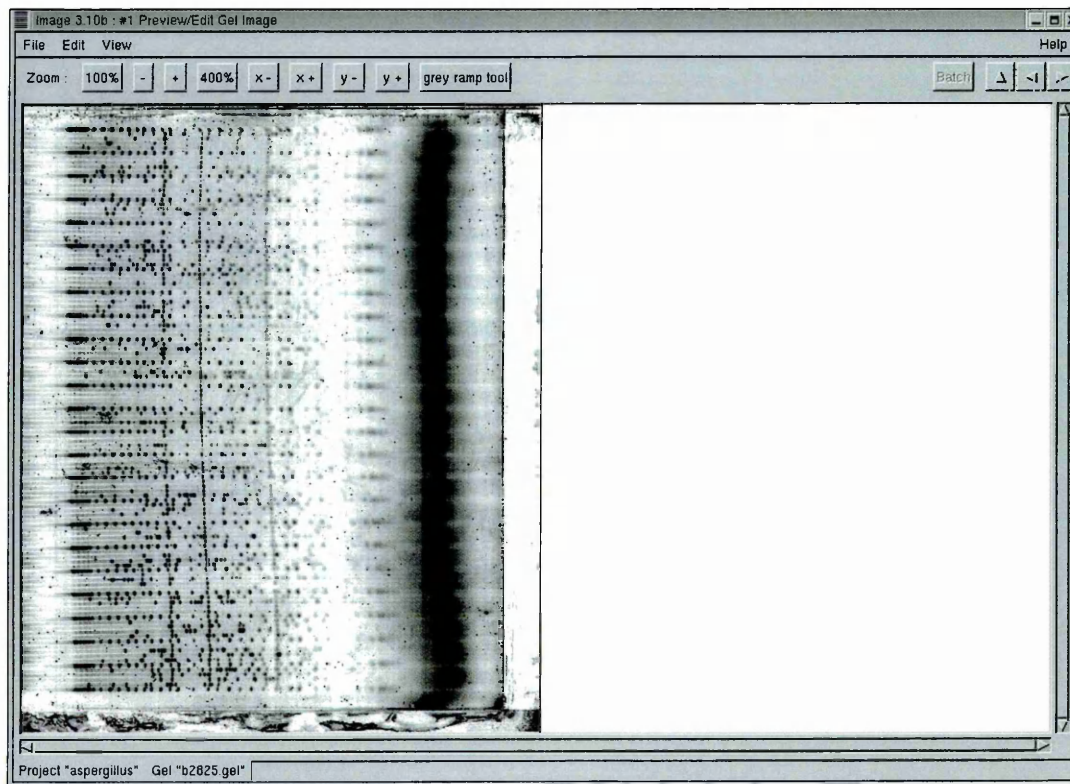 Image 3.10b : #1 Preview/Edit Gel Image
File Edit View Help
Zoom : 100% - + 400% x - x + y - y + grey ramp tool Batch
Project "aspergillus" Gel "b2625.gel"